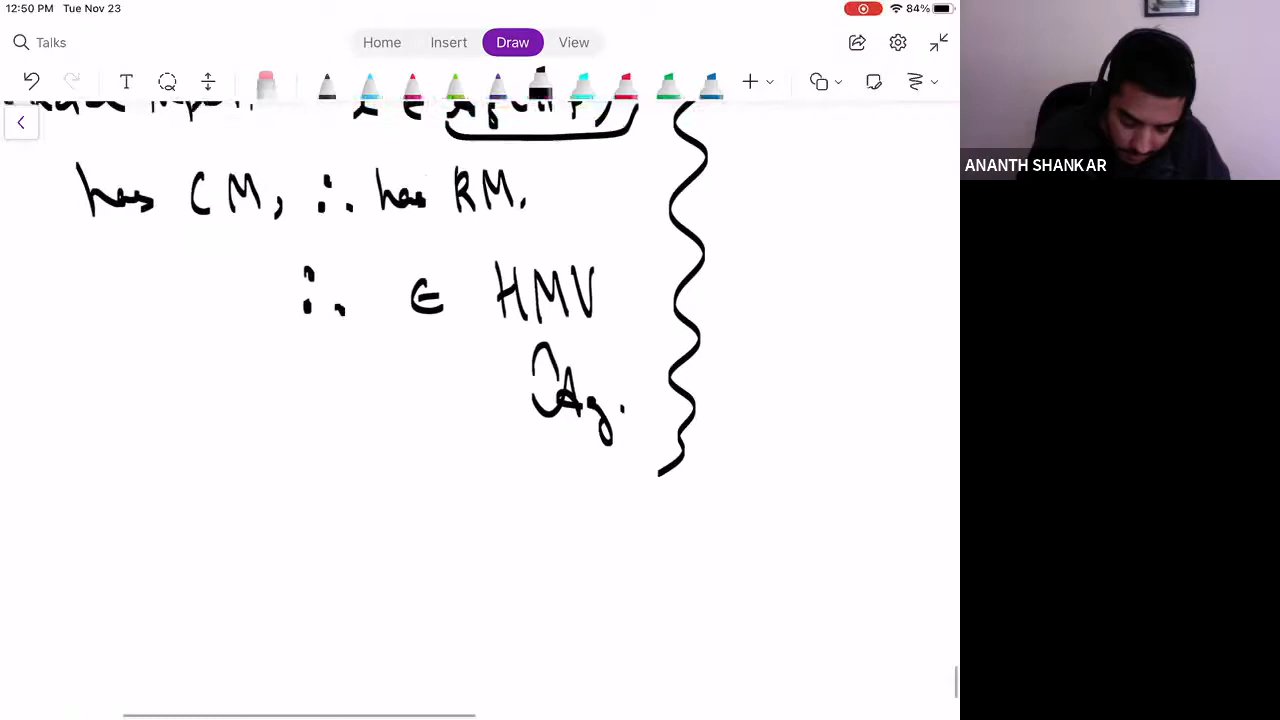 12:50 PM Tue Nov 23
84%
Talks
Home Insert Draw View
ANANTH SHANKAR
has CM, ∴ has RM.
∴ ∈ HMV
Ag.